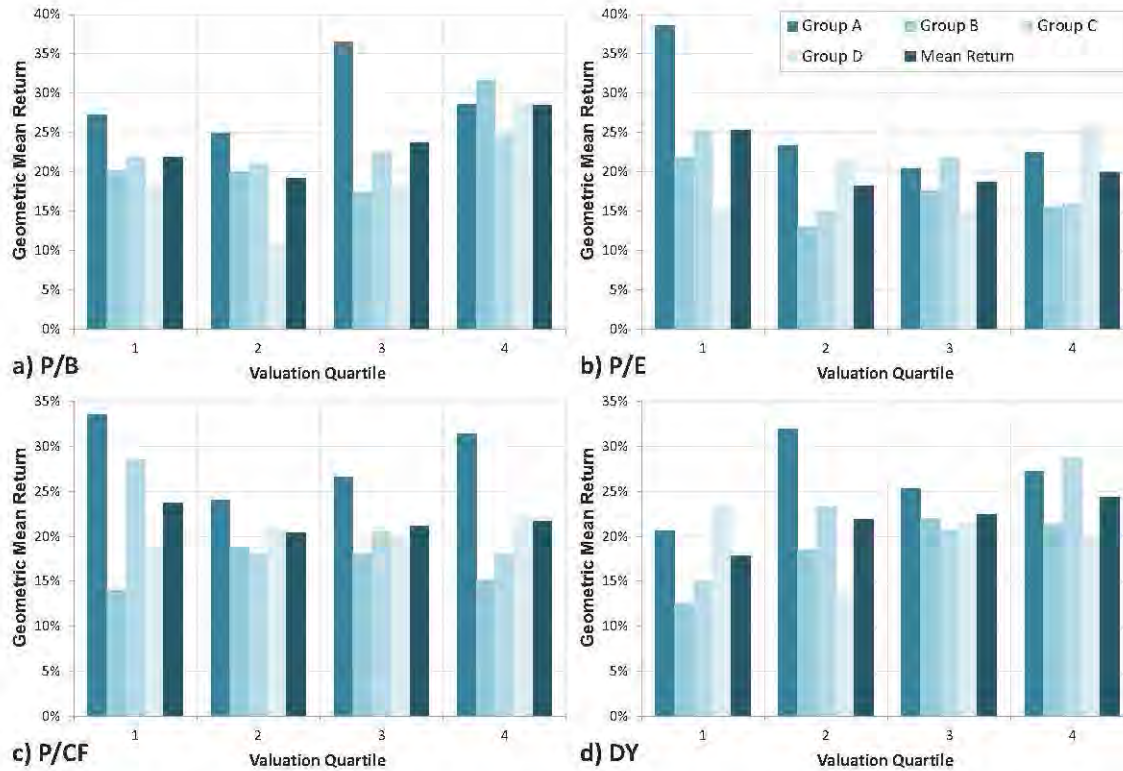 40%
35%
30%
25%
20%
15%
10%
5%
0%
Geometric Mean Return
1 2 3 4
a) P/B
Valuation Quartile
40%
35%
30%
25%
20%
15%
10%
5%
0%
Geometric Mean Return
Group A Group B Group C
Group D Mean Return
1 2 3 4
b) P/E
Valuation Quartile
35%
30%
25%
20%
15%
10%
5%
0%
Geometric Mean Return
1 2 3 4
c) P/CF
Valuation Quartile
35%
30%
25%
20%
15%
10%
5%
0%
Geometric Mean Return
1 2 3 4
d) DY
Valuation Quartile